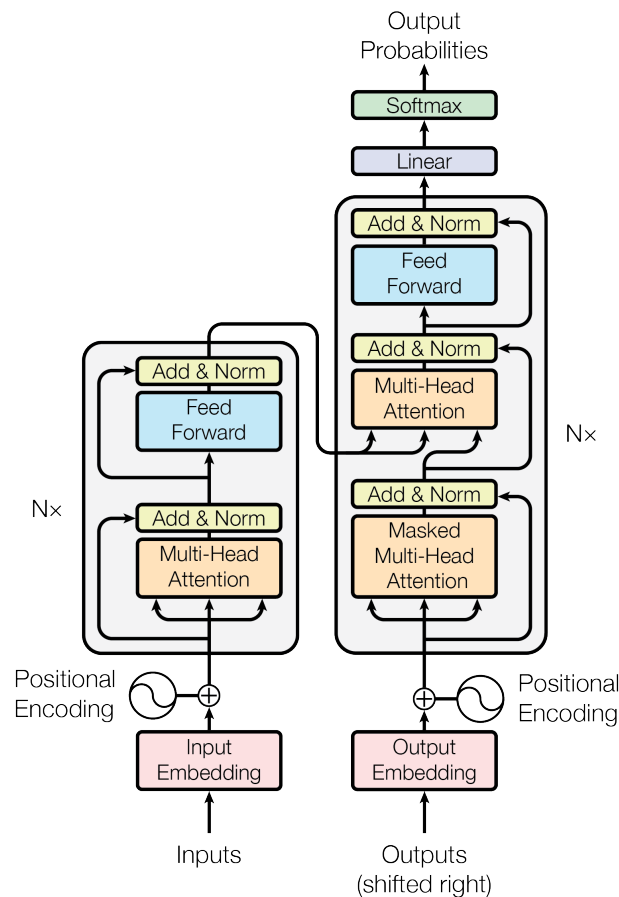 Output
Probabilities
Softmax
Linear
Add & Norm
Feed
Forward
Add & Norm
Multi-Head
Attention
Nx
Add & Norm
Masked
Multi-Head
Attention
Add & Norm
Feed
Forward
Nx
Add & Norm
Multi-Head
Attention
Positional
Encoding
Positional
Encoding
Input
Embedding
Output
Embedding
Inputs
Outputs
(shifted right)